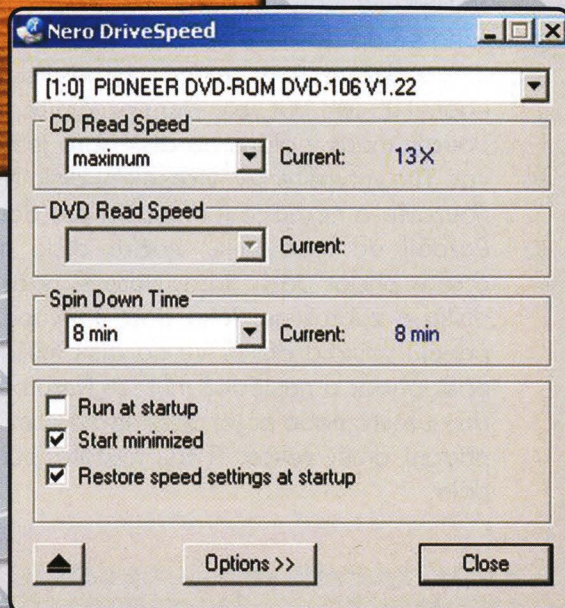 Nero DriveSpeed
[1:0] PIONEER DVD-ROM DVD-106 V1.22
CD Read Speed
maximum Current: 13X
DVD Read Speed
Current:
Spin Down Time
8 min Current: 8 min
Run at startup
Start minimized
Restore speed settings at startup
Options >> Close